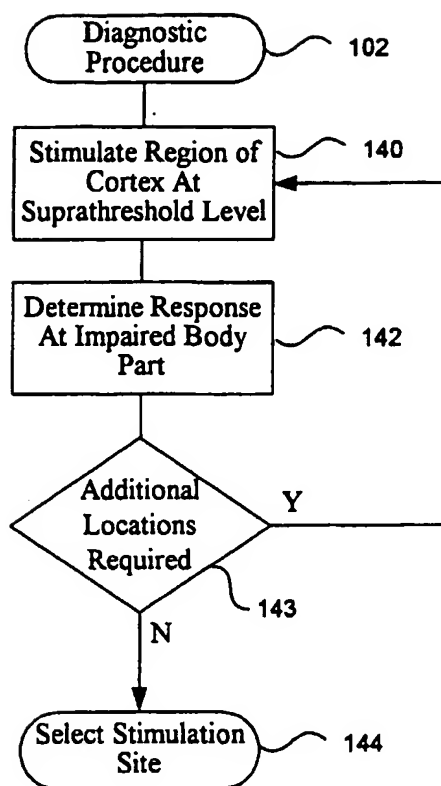 Diagnostic
Procedure
102
Stimulate Region of
Cortex At
Suprathreshold Level
140
Determine Response
At Impaired Body
Part
142
Additional
Locations
Required
Y
143
N
Select Stimulation
Site
144